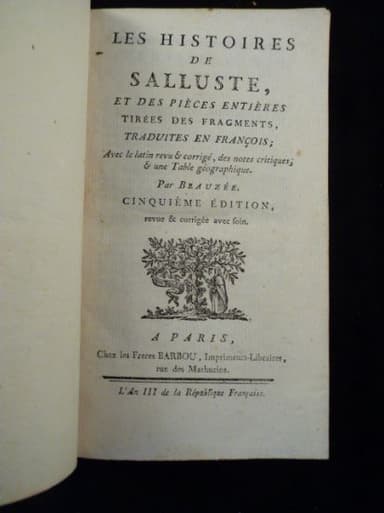 LES HISTOIRES
DE
SALLUSTE,
ET DES PIÈCES ENTIÈRES
TIRÉES DES FRAGMENTS,
TRADUITES EN FRANÇOIS;
Avec le latin revu & corrigé, des notes critiques,
& une Table géographique.
Par BEAUZÉE.
CINQUIÈME ÉDITION,
revue & corrigée avec soin.
A PARIS,
Chez les Freres BARBOU, Imprimeurs-Libraires,
rue des Mathurins.
L'An III de la République Française.